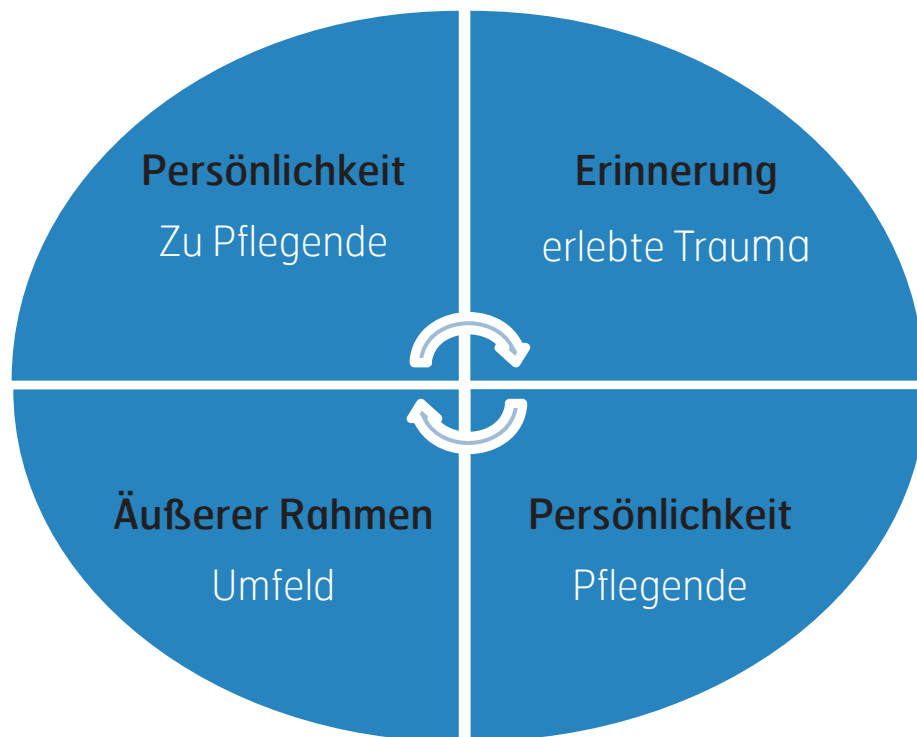 Persönlichkeit
Zu Pflegende
Erinnerung
erlebte Trauma
Äußerer Rahmen
Umfeld
Persönlichkeit
Pflegende